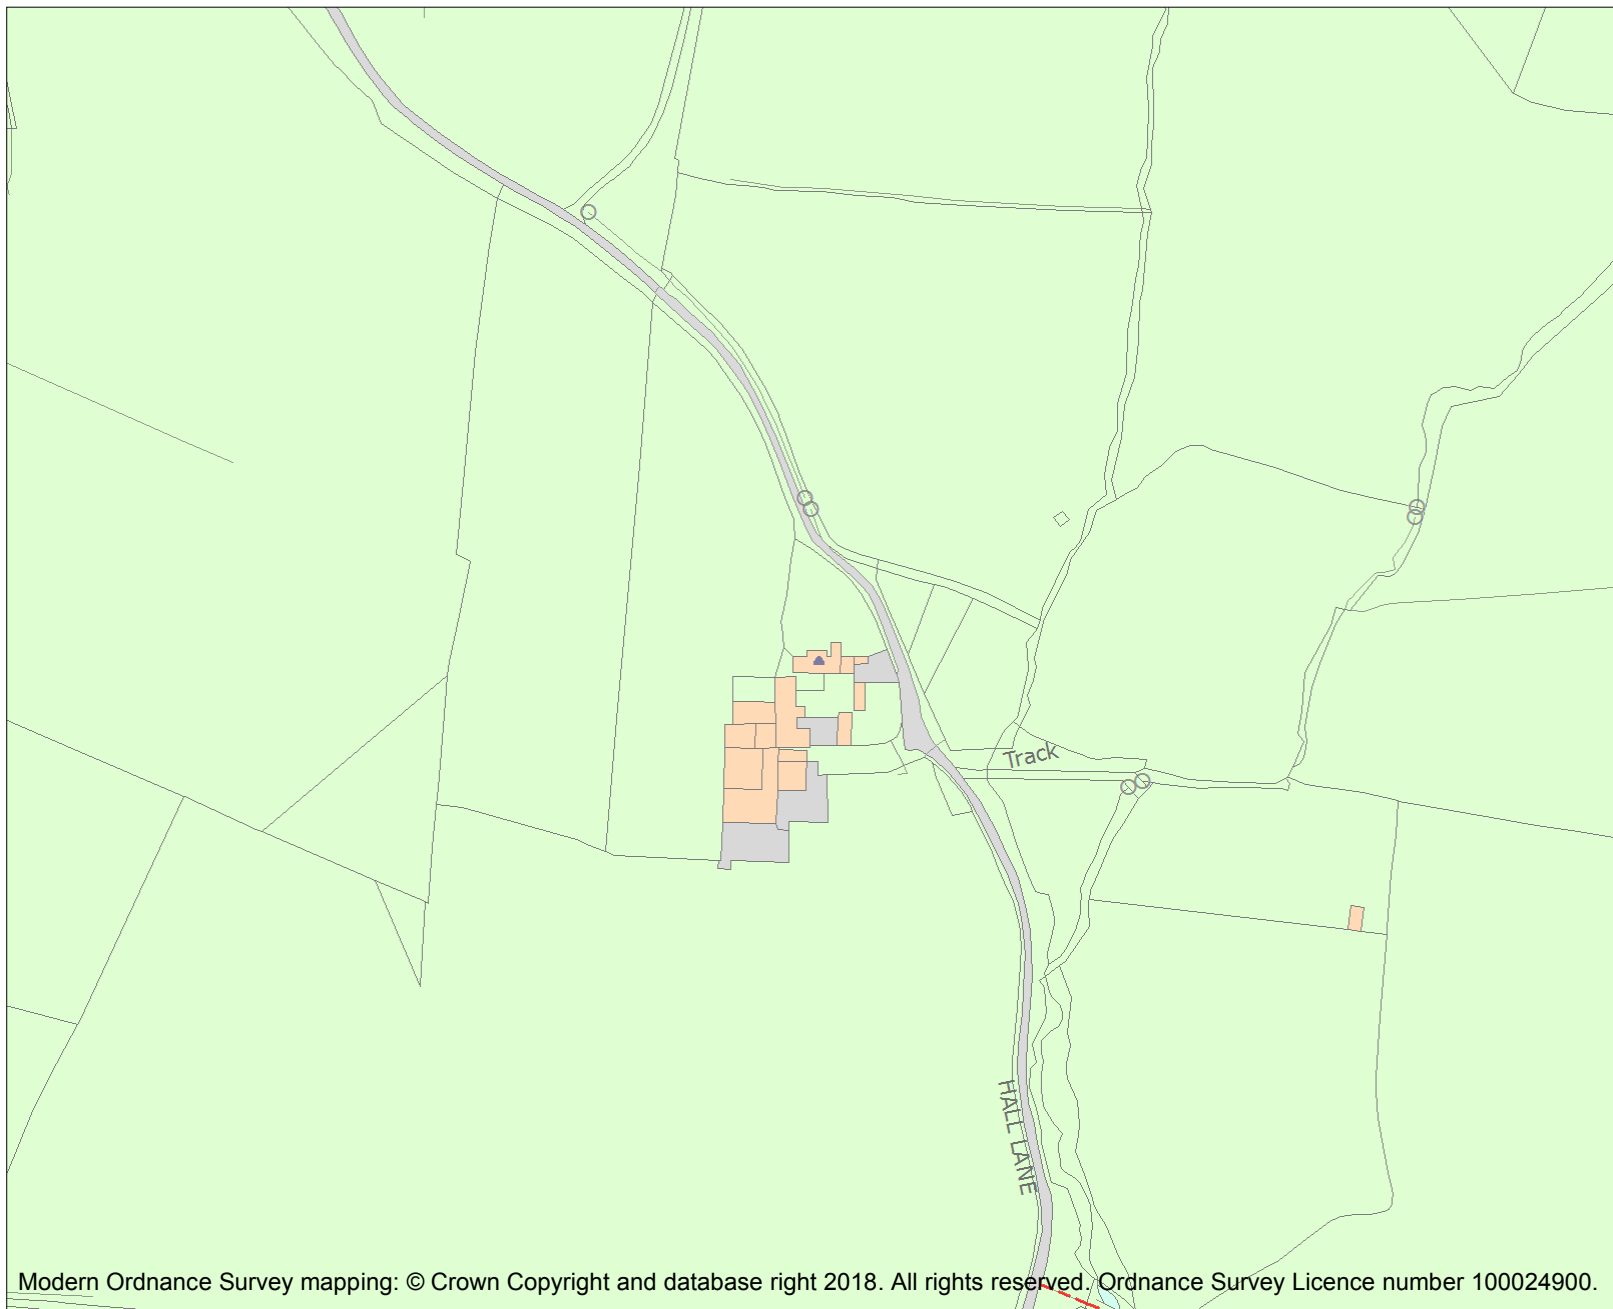 Track
HALL LANE
Modern Ordnance Survey mapping: © Crown Copyright and database right 2018. All rights reserved. Ordnance Survey Licence number 100024900.